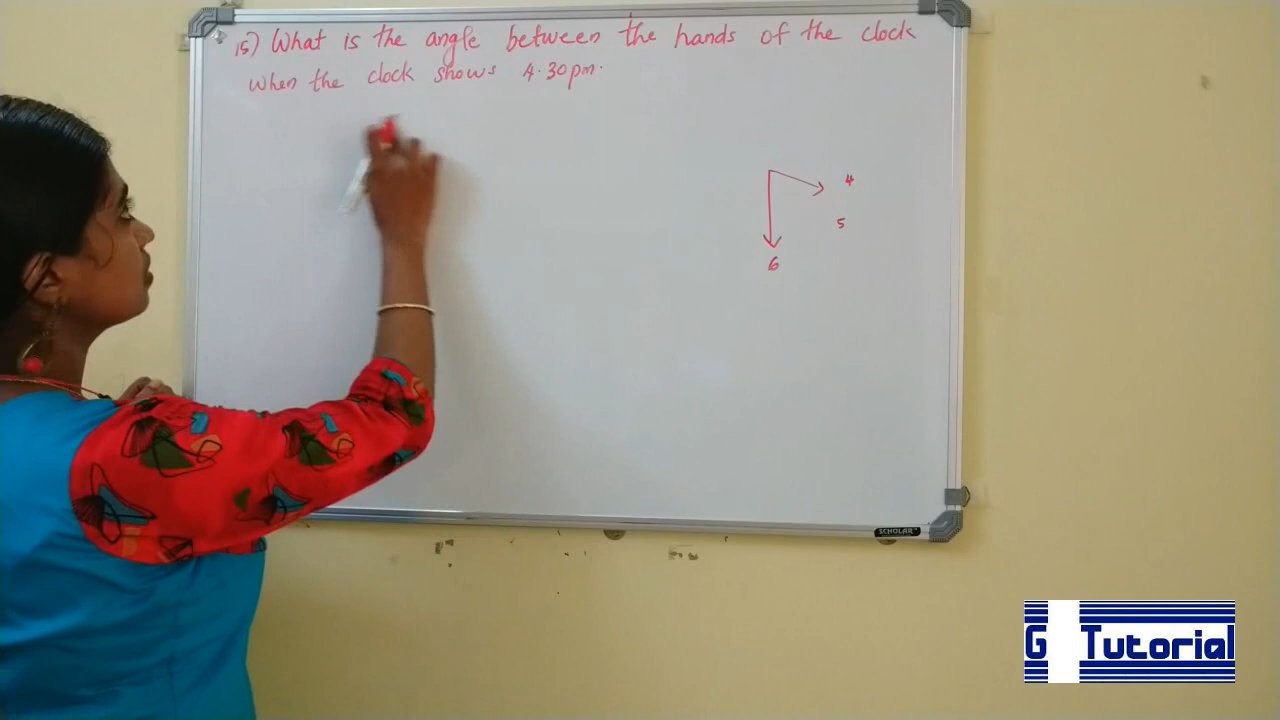 15) What is the angle between the hands of the clock
when the clock shows 4.30pm.
4
5
6
SCHOLAR
G Tutorial